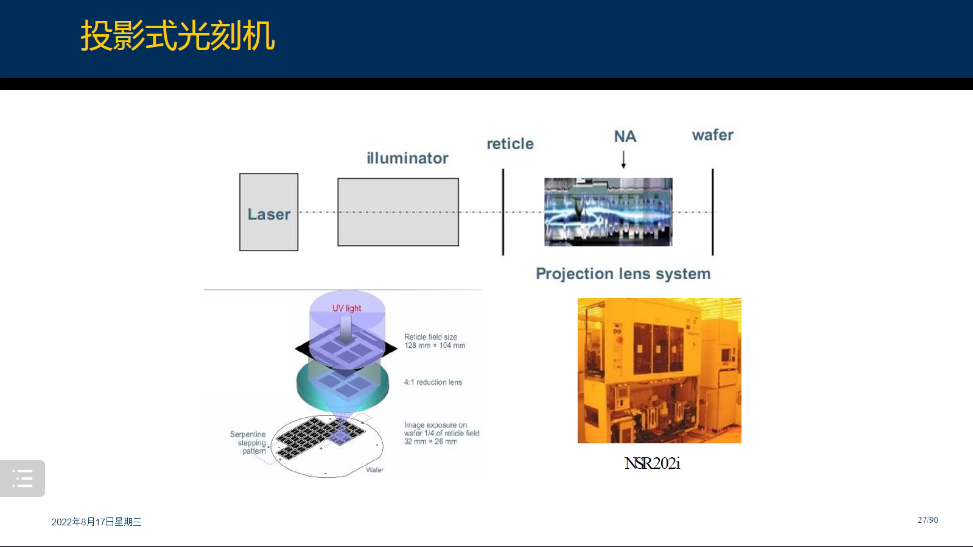 投影式光刻机
reticle
NA
wafer
illuminator
Laser
Projection lens system
UV light
Reticle field size
128 mm × 104 mm
4:1 reduction lens
Image exposure on
wafer 1/4 of reticle field
32 mm × 26 mm
Serpentine
stepping
pattern
Wafer
NSR202i
2022年8月17日星期三
27/90